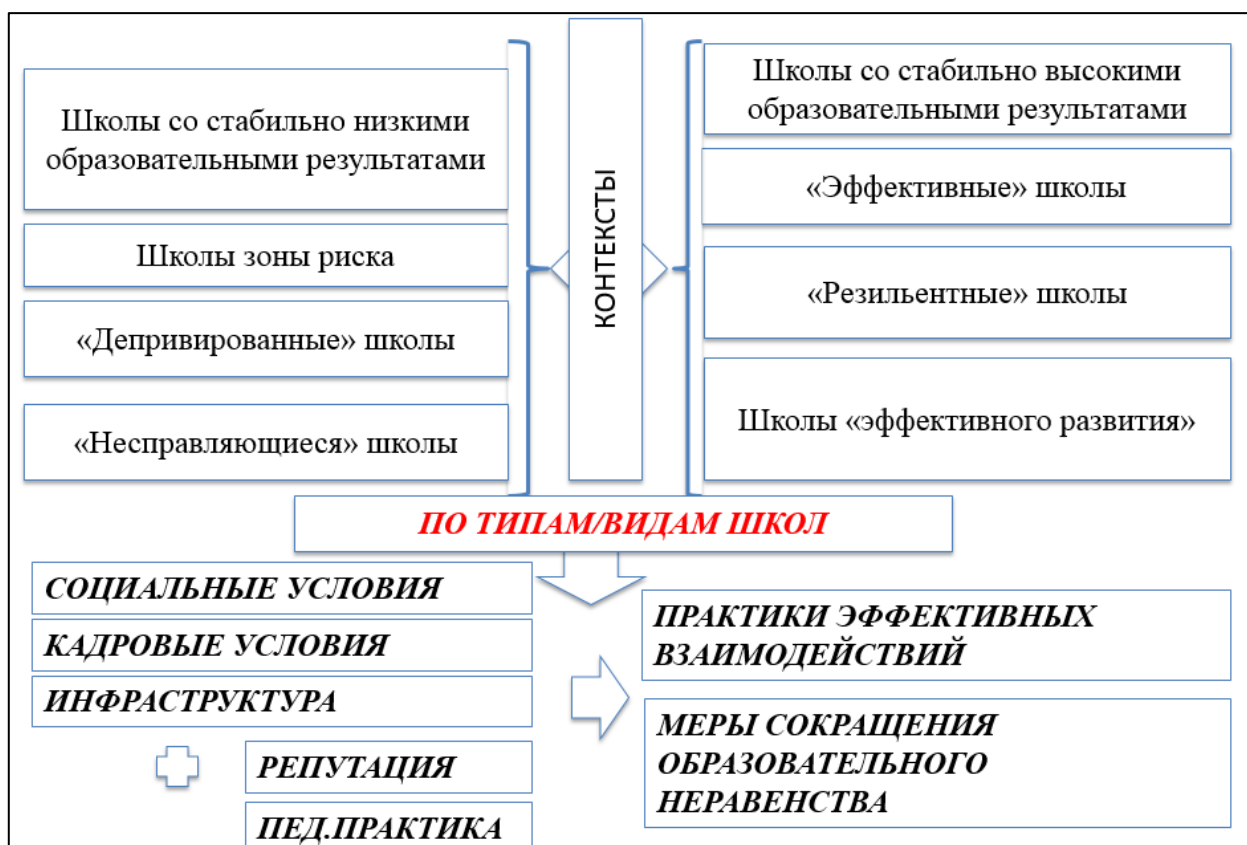 Школы со стабильно низкими
образовательными результатами
Школы зоны риска
«Депривированные» школы
«Несправляющиеся» школы
КОНТЕКСТЫ
Школы со стабильно высокими
образовательными результатами
«Эффективные» школы
«Резильентные» школы
Школы «эффективного развития»
ПО ТИПАМ/ВИДАМ ШКОЛ
СОЦИАЛЬНЫЕ УСЛОВИЯ
КАДРОВЫЕ УСЛОВИЯ
ИНФРАСТРУКТУРА
РЕПУТАЦИЯ
ПЕД.ПРАКТИКА
ПРАКТИКИ ЭФФЕКТИВНЫХ
ВЗАИМОДЕЙСТВИЙ
МЕРЫ СОКРАЩЕНИЯ
ОБРАЗОВАТЕЛЬНОГО
НЕРАВЕНСТВА